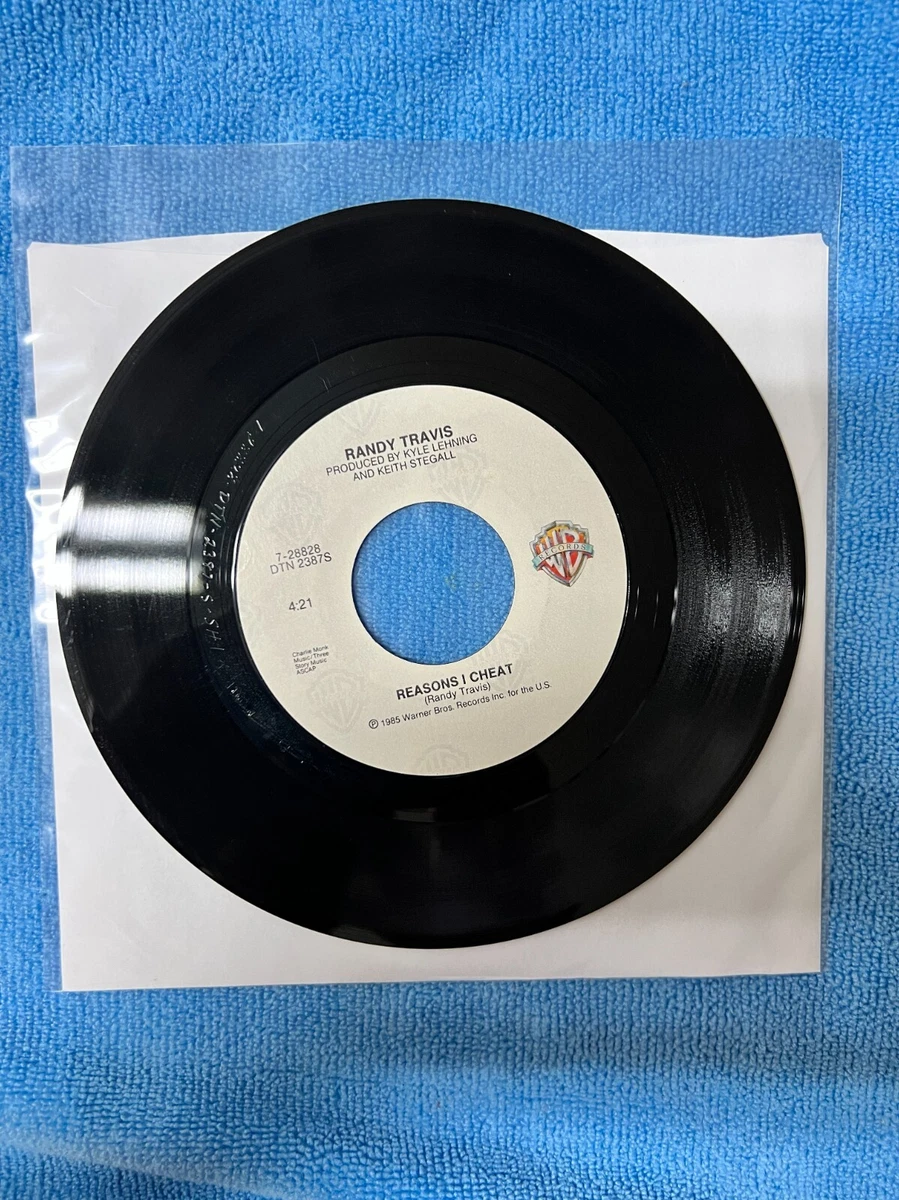 RANDY TRAVIS
PRODUCED BY KYLE LEHNING
AND KEITH STEGALL
7-28828
DTN 2387S
4:21
RECORDS
Charlie Monk
Music/Three
Story Music
ASCAP
REASONS I CHEAT
(Randy Travis)
℗ 1985 Warner Bros. Records Inc. for the U.S.